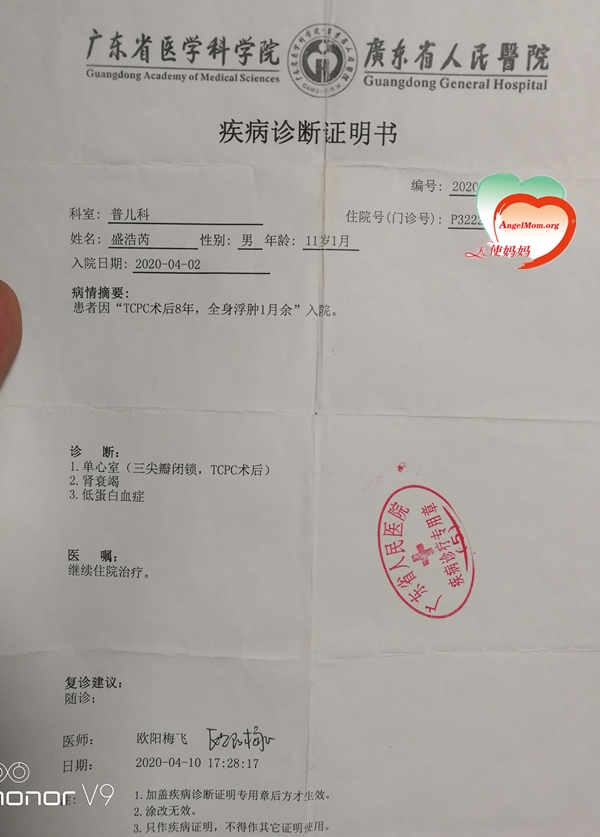 广东省医学科学院
Guangdong Academy of Medical Sciences
廣東省人民醫院
Guangdong General Hospital
疾病诊断证明书
编号: 2020
科室: 普儿科
住院号(门诊号): P3222
姓名: 盛浩芮 性别: 男 年龄: 11岁1月
入院日期: 2020-04-02
AngelMom.org
天使妈妈
病情摘要:
患者因“TCPC术后8年, 全身浮肿1月余”入院。
诊 断:
1.单心室(三尖瓣闭锁, TCPC术后)
2.肾衰竭
3.低蛋白血症
广东省人民医院
疾病诊疗专用章
(5)
医 嘱:
继续住院治疗。
复诊建议:
随诊;
医师: 欧阳梅飞
日期: 2020-04-10 17:28:17
1.加盖疾病诊断证明专用章后方才生效。
2.涂改无效。
3.只作疾病证明, 不得作其它证明使用。
honor V9